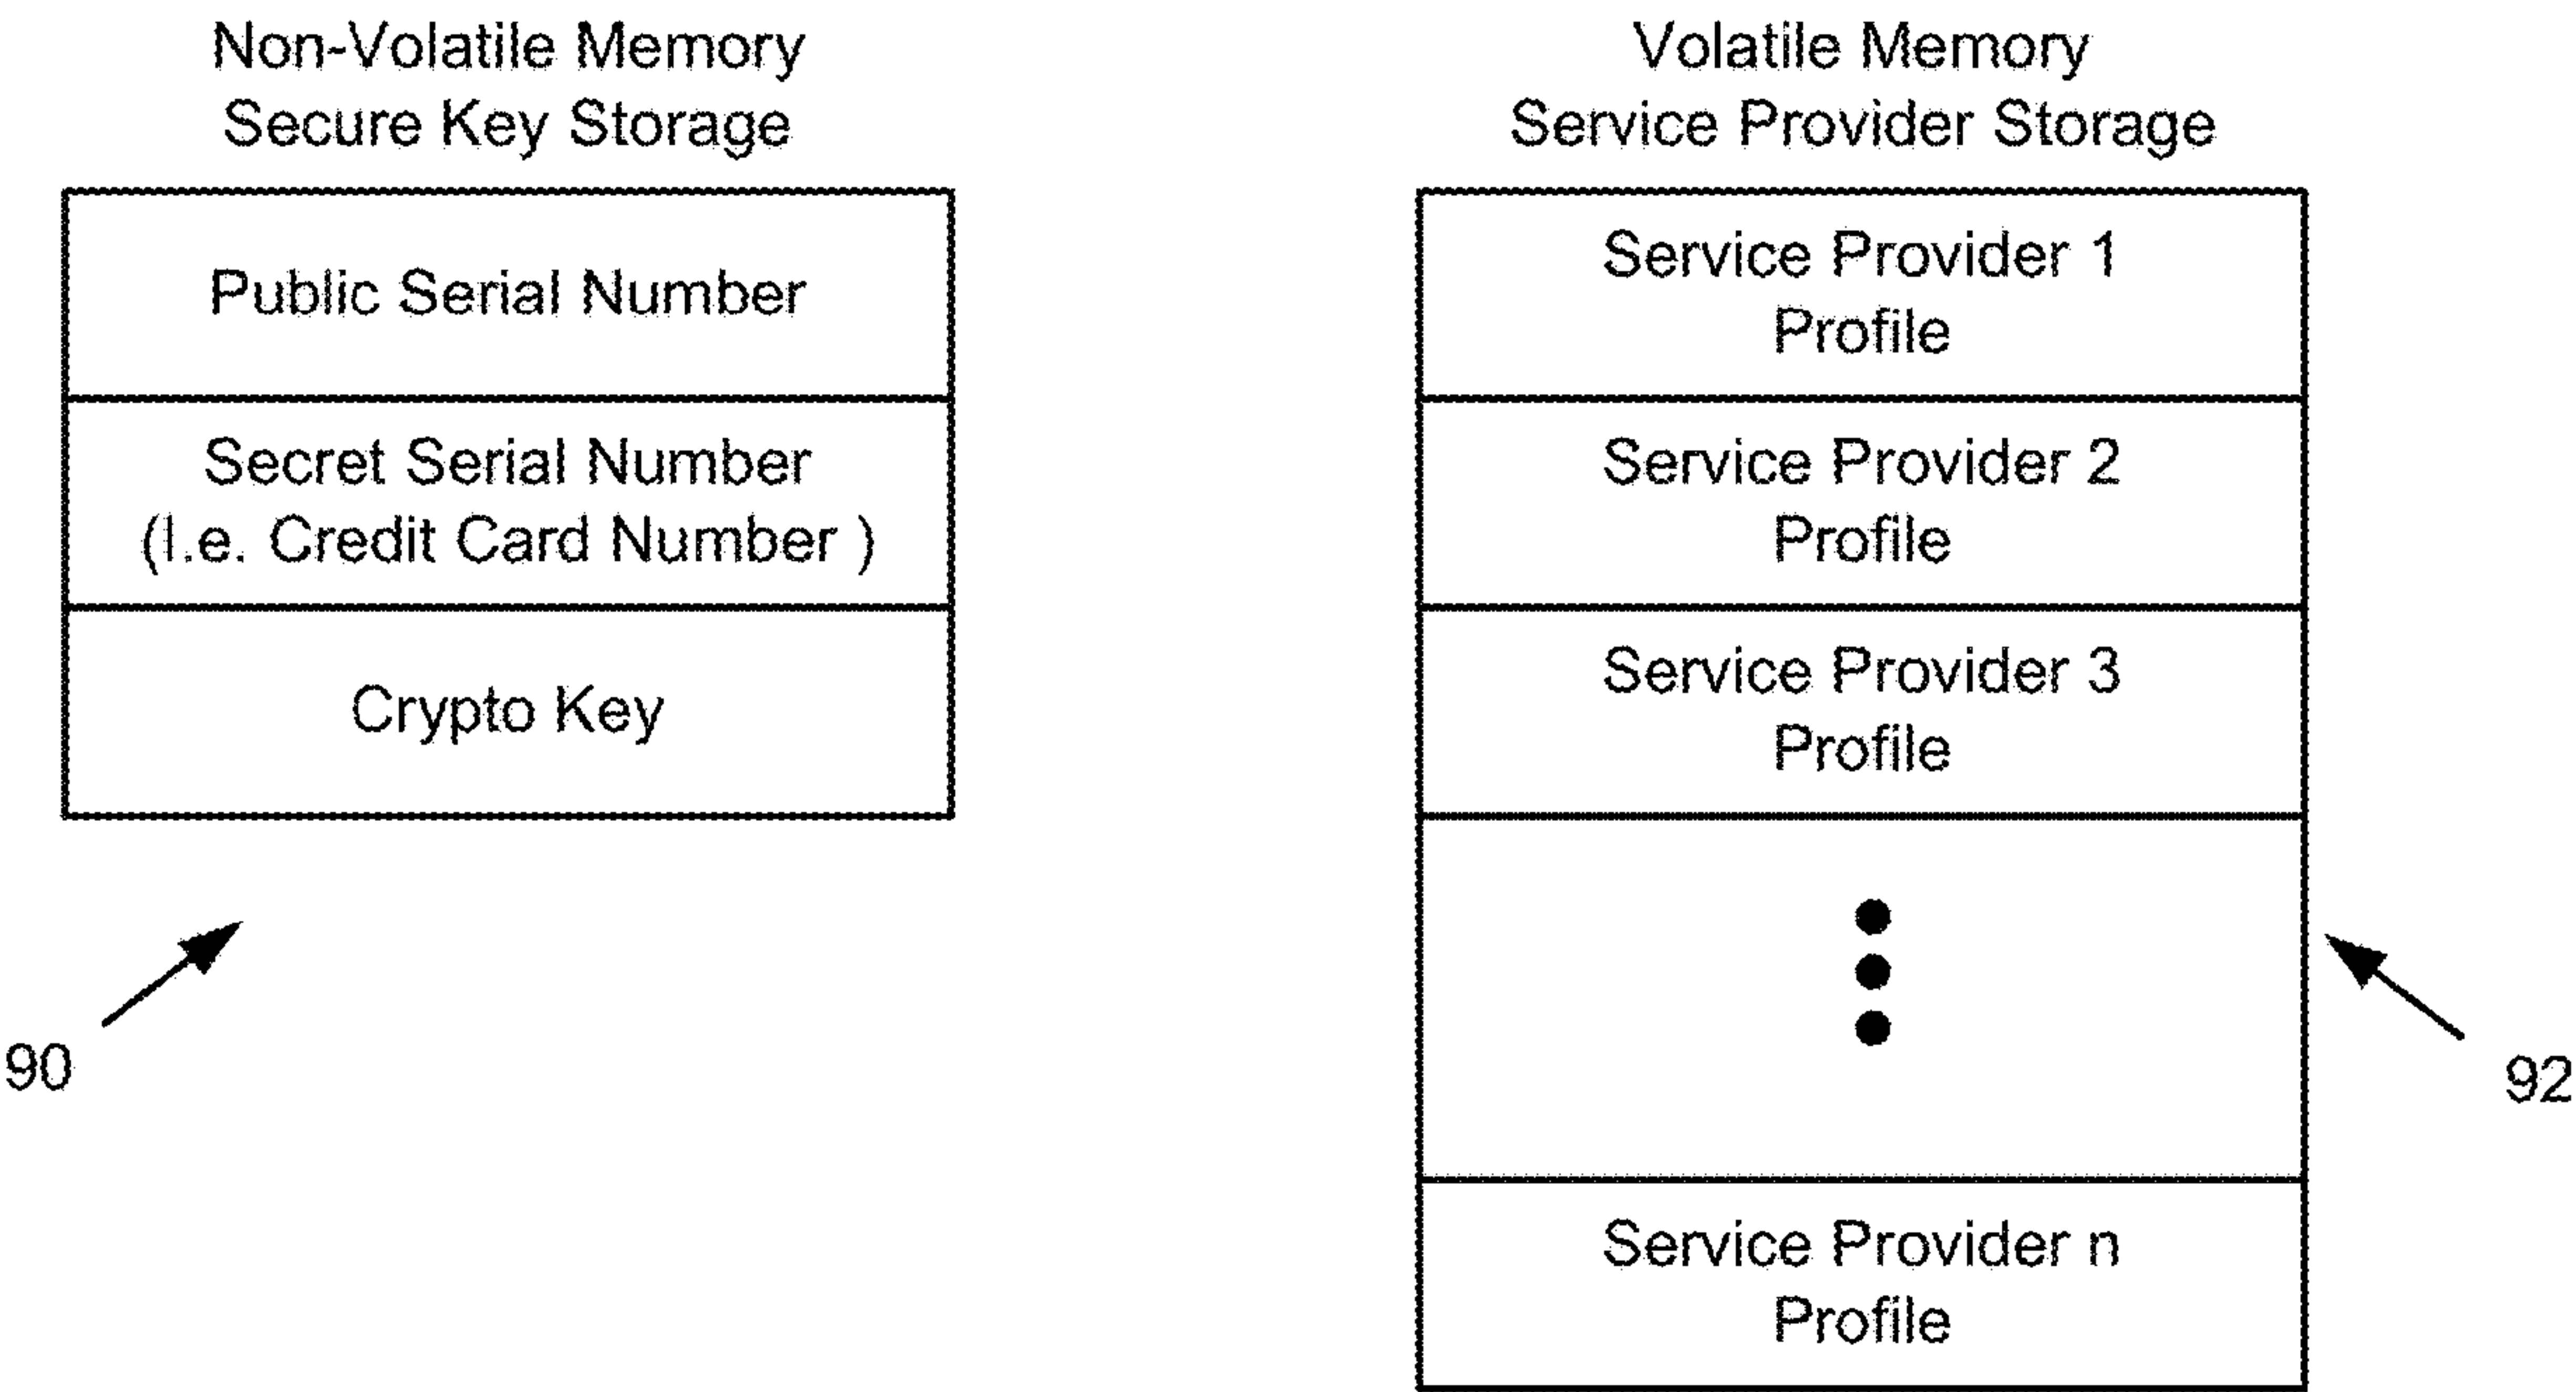 Non-Volatile Memory
Secure Key Storage
Public Serial Number
Secret Serial Number
(I.e. Credit Card Number )
Crypto Key
90
Volatile Memory
Service Provider Storage
Service Provider 1
Profile
Service Provider 2
Profile
Service Provider 3
Profile
Service Provider n
Profile
92